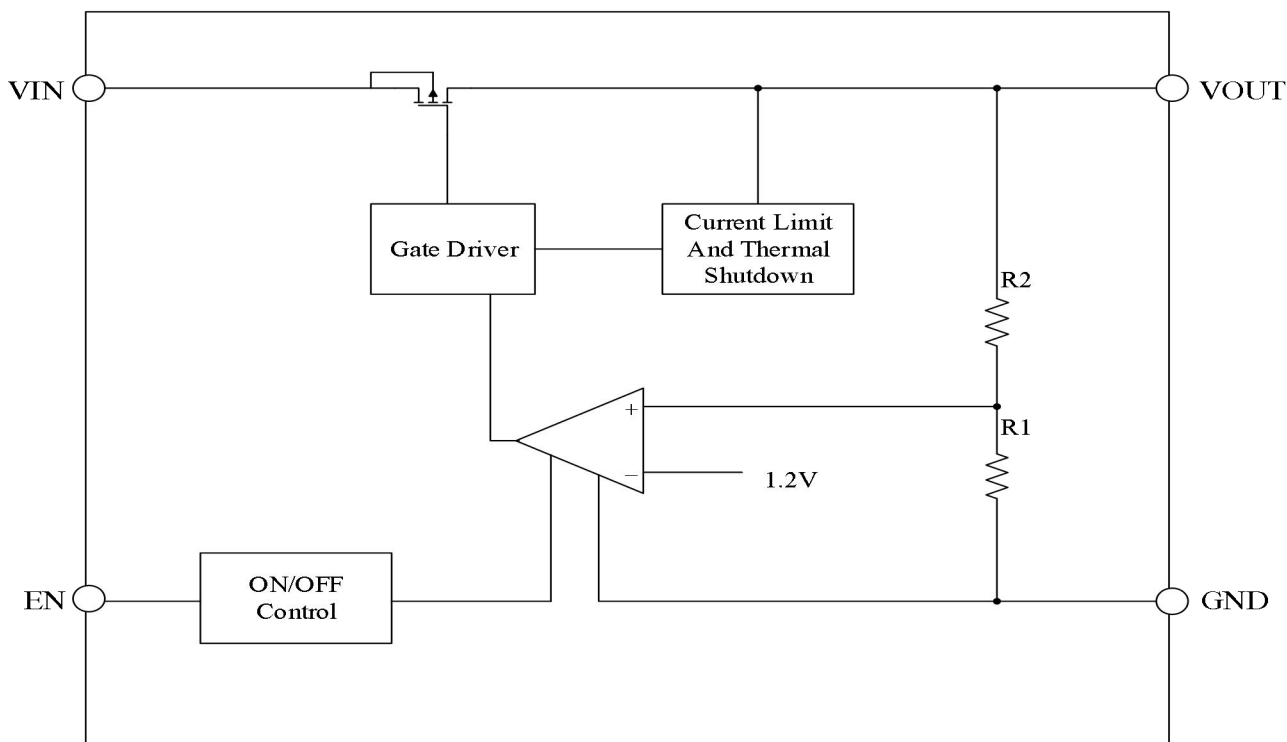 VIN
VOUT
Gate Driver
Current Limit
And Thermal
Shutdown
R2
+
R1
−
1.2V
EN
ON/OFF
Control
GND